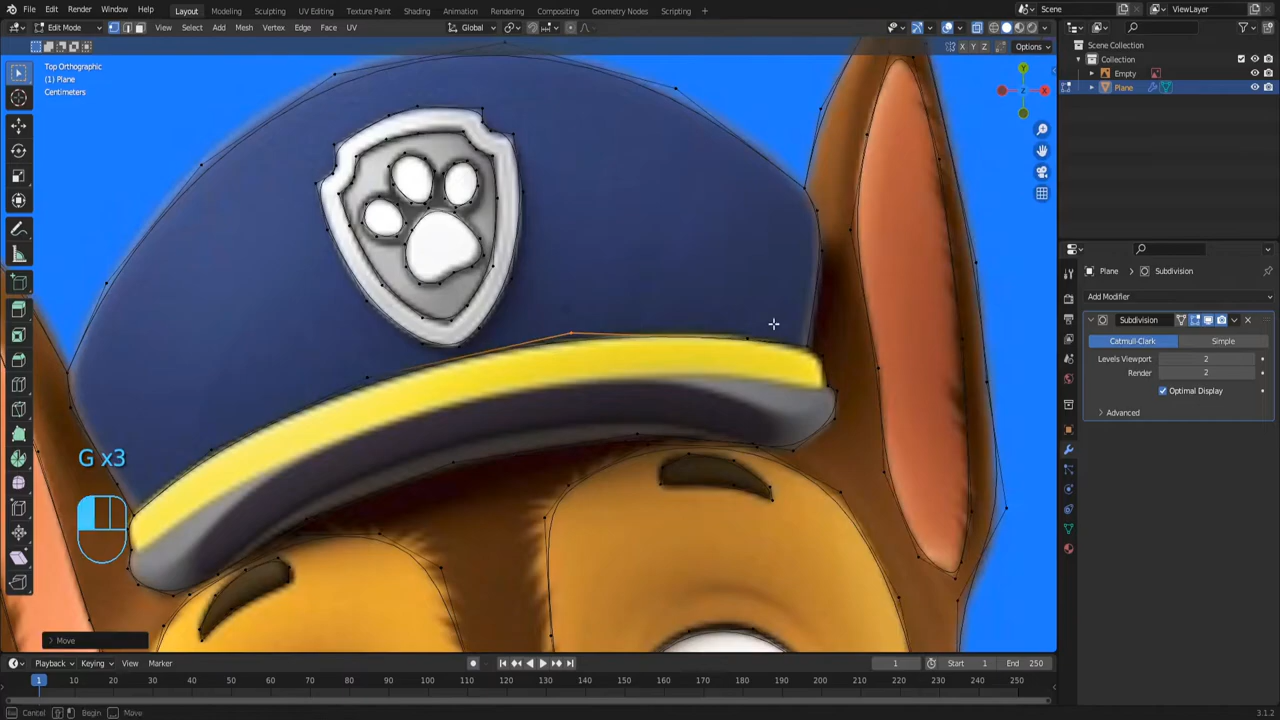 File Edit Render Window Help Layout Modeling Sculpting UV Editing Texture Paint Shading Animation Rendering Compositing Geometry Nodes Scripting Scene ViewLayer
Edit Mode View Select Add Mesh Vertex Edge Face UV Global
X Y Z Options
Top Orthographic
(1) Plane
Centimeters
Y
X
Z
G x3
Move
Scene Collection
Collection
Empty
Plane
Plane Subdivision
Add Modifier
Subdivision
Catmull-Clark Simple
Levels Viewport 2
Render 2
Optimal Display
Advanced
Playback Keying View Marker 1 Start 1 End 250
1 10 20 30 40 50 60 70 80 90 100 110 120 130 140 150 160 170 180 190 200 210 220 230 240 250
Cancel Begin Move 3.1.2